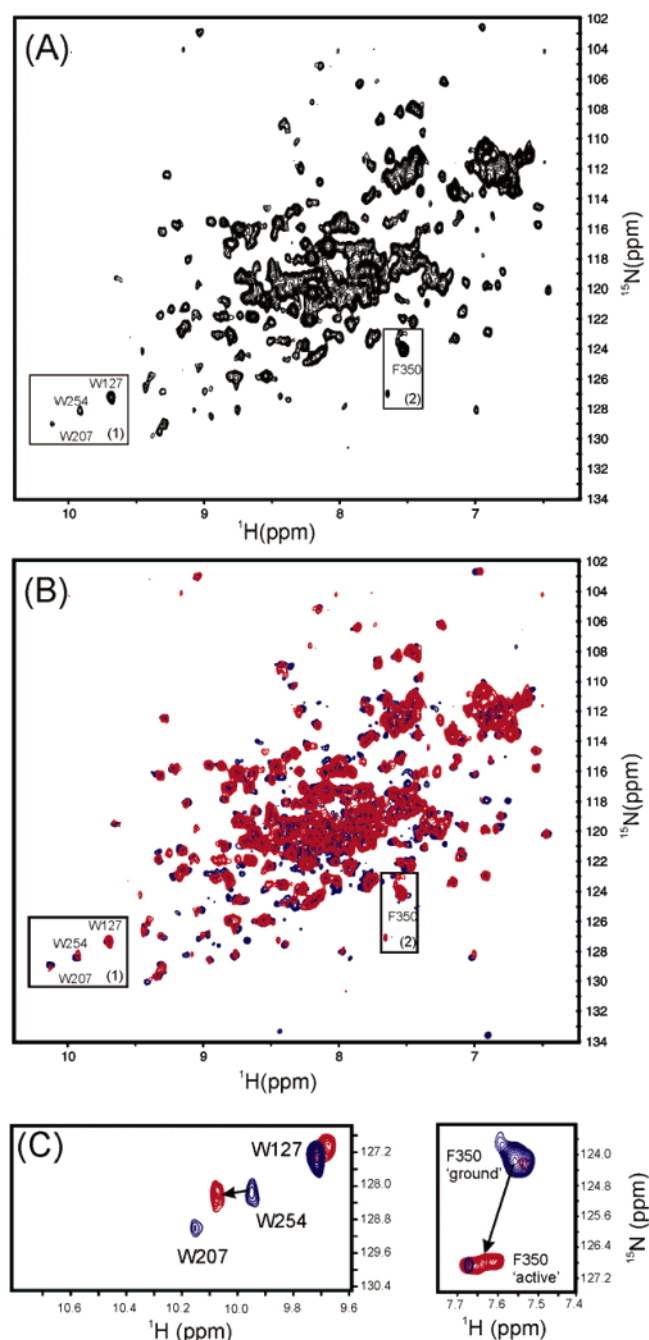 (A)
102
104
106
108
110
112
114
116
118
120
122
124
126
128
130
132
134
¹⁵N(ppm)
W127
W254
W207
(1)
F350
(2)
10 9 8 7
¹H(ppm)
(B)
102
104
106
108
110
112
114
116
118
120
122
124
126
128
130
132
134
¹⁵N(ppm)
W127
W254
W207
(1)
F350
(2)
10 9 8 7
¹H(ppm)
(C)
W127
W254
W207
127.2
128.0
128.8
129.6
130.4
10.6 10.4 10.2 10.0 9.8 9.6
¹H (ppm)
F350
'ground'
F350
'active'
124.0
124.8
125.6
126.4
127.2
¹⁵N (ppm)
7.7 7.6 7.5 7.4
¹H (ppm)